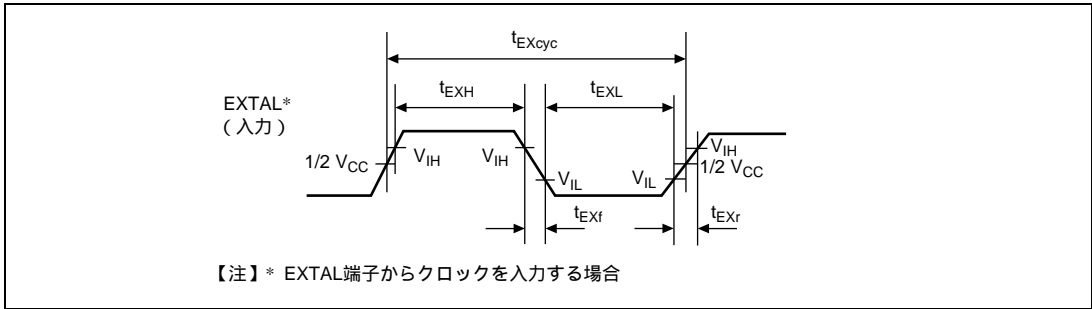 tEXcyc
tEXH
tEXL
EXTAL*
（入力）
1/2 VCC
VIH
VIH
VIL
VIL
VIH
1/2 VCC
tEXf
tEXr
【注】* EXTAL端子からクロックを入力する場合